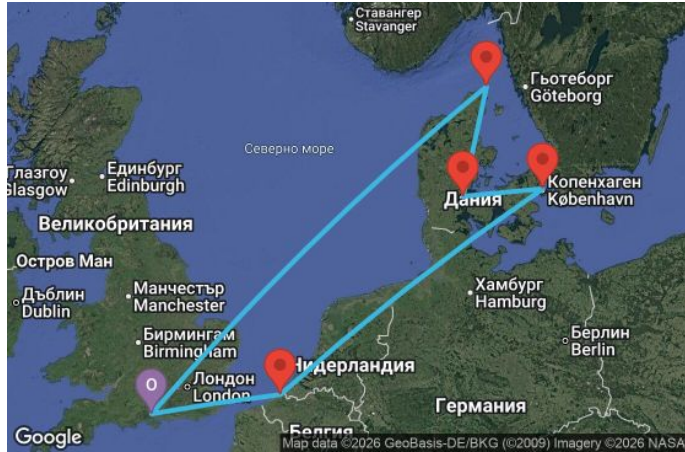 Ставангер
Stavanger
Гьотеборг
Göteborg
Северно море
Глазгоу
Glasgow
Единбург
Edinburgh
Великобритания
Остров Ман
Дъблин
Dublin
Манчестър
Manchester
Бирмингам
Birmingham
Лондон
London
Дания
Копенхаген
København
Хамбург
Hamburg
Берлин
Berlin
Нидерландия
Германия
Белгия
O
Google
Map data ©2026 GeoBasis-DE/BKG (©2009) Imagery ©2026 NASA